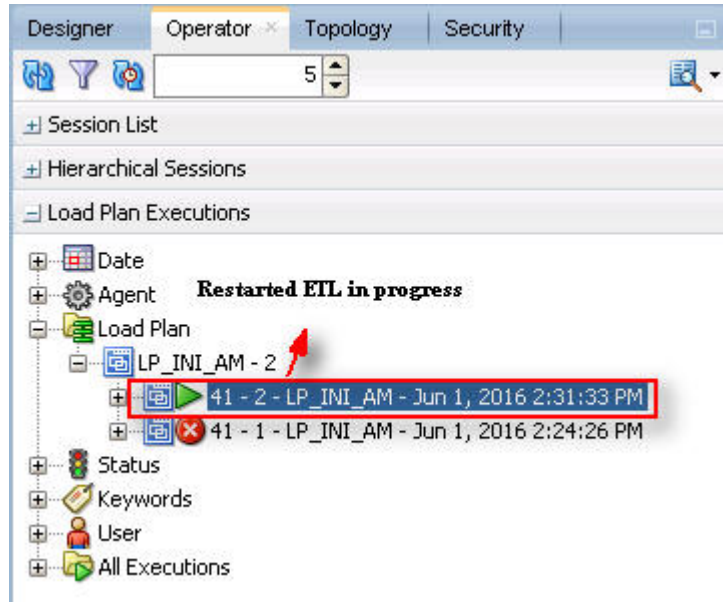 Designer Operator Topology Security
5
Session List
Hierarchical Sessions
Load Plan Executions
Date
Agent Restarted ETL in progress
Load Plan
LP_INI_AM - 2
41 - 2 - LP_INI_AM - Jun 1, 2016 2:31:33 PM
41 - 1 - LP_INI_AM - Jun 1, 2016 2:24:26 PM
Status
Keywords
User
All Executions